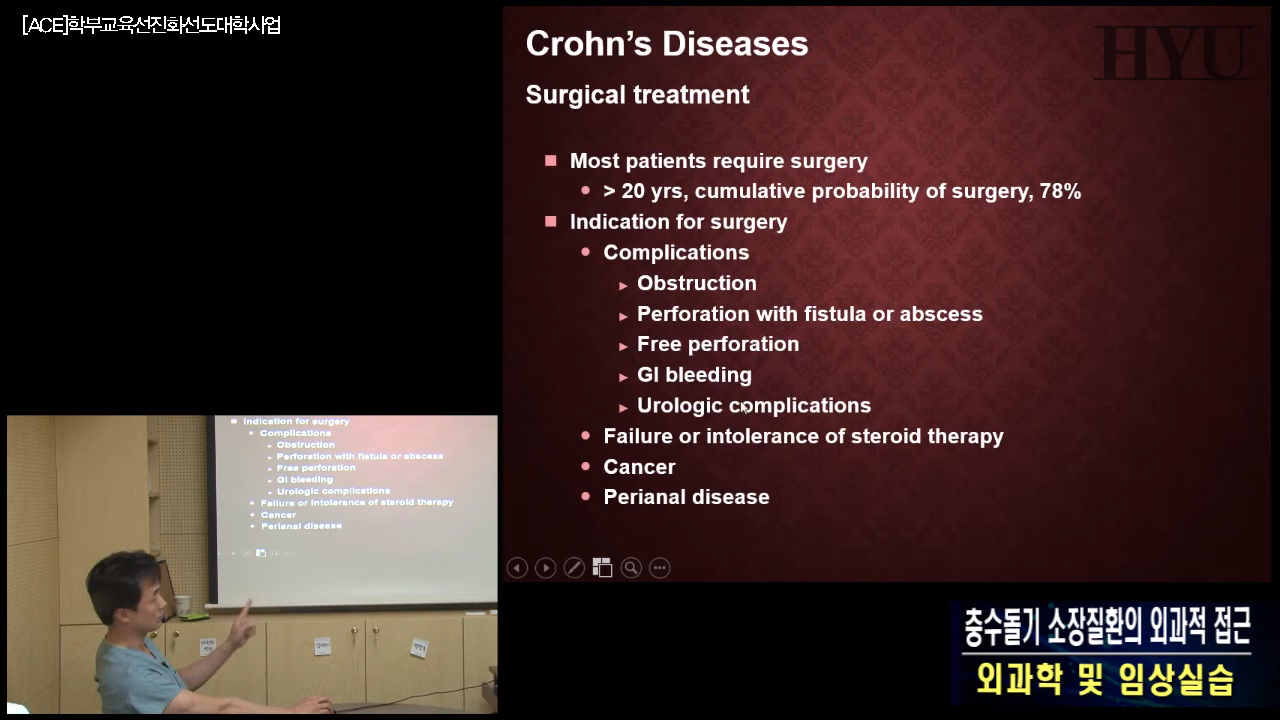 [ACE]학부교육선진화선도대학사업
HYU
Crohn’s Diseases
Surgical treatment
Most patients require surgery
> 20 yrs, cumulative probability of surgery, 78%
Indication for surgery
Complications
Obstruction
Perforation with fistula or abscess
Free perforation
GI bleeding
Urologic complications
Failure or intolerance of steroid therapy
Cancer
Perianal disease
Indication for surgery
Complications
Obstruction
Perforation with fistula or abscess
Free perforation
GI bleeding
Urologic complications
Failure or intolerance of steroid therapy
Cancer
Perianal disease
충수돌기 소장질환의 외과적 접근
외과학 및 임상실습